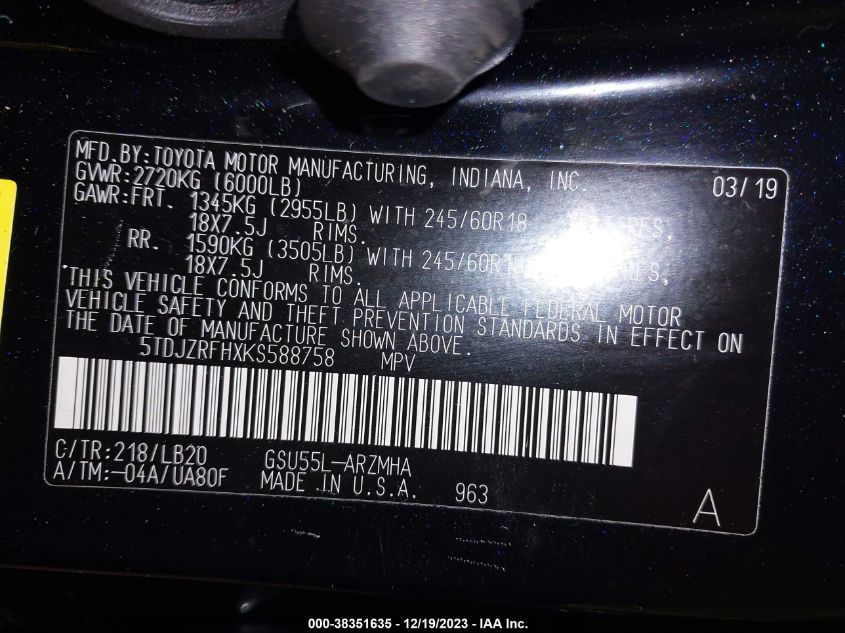 MFD. BY: TOYOTA MOTOR MANUFACTURING, INDIANA, INC. 03/19
GVWR: 2720KG (6000LB)
GAWR: FRT. 1345KG (2955LB) WITH 245/60R18
18X7.5J RIMS.
RR. 1590KG (3505LB) WITH
18X7.5J RIMS.
THIS VEHICLE CONFORMS TO ALL APPLICABLE FEDERAL MOTOR
VEHICLE SAFETY AND THEFT PREVENTION STANDARDS IN EFFECT ON
THE DATE OF MANUFACTURE SHOWN ABOVE.
5TDJZRFHXKS588758 MPV
C/TR: 218/LB20 GSU55L-ARZMHA
A/TM: -04A/UA80F MADE IN U.S.A. 963
A
000-38351635 - 12/19/2023 - IAA Inc.